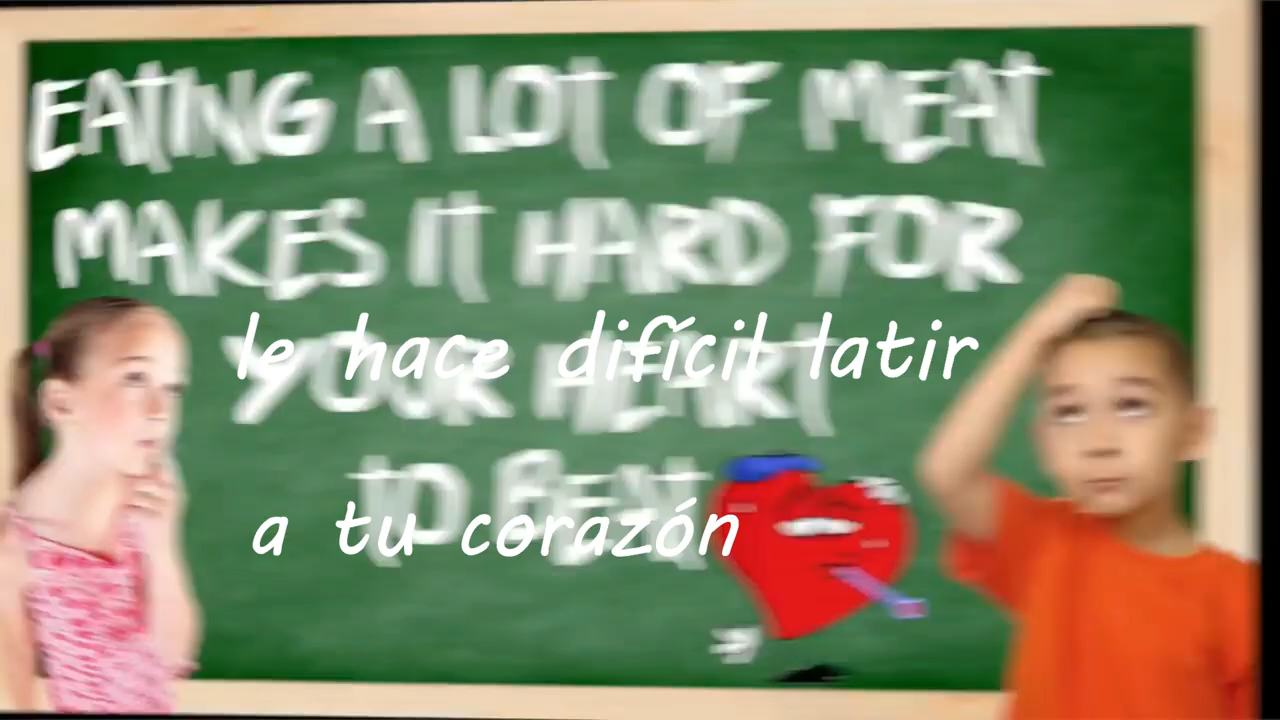 EATING A LOT OF MEAT
MAKES IT HARD FOR
YOUR HEART
TO BEAT
le hace difícil latir
a tu corazón